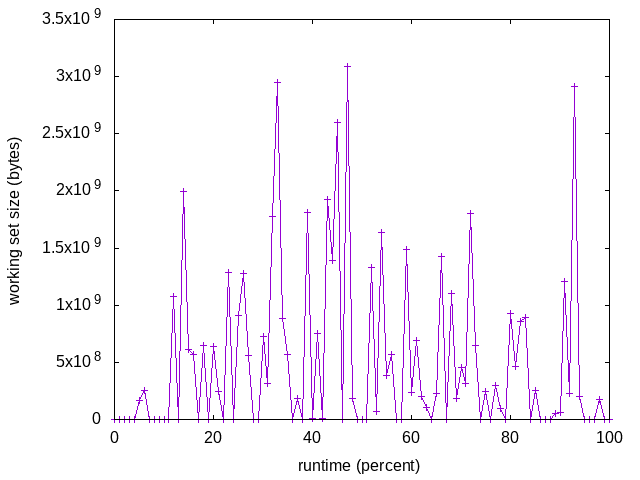 3.5x10^9
3x10^9
2.5x10^9
2x10^9
1.5x10^9
1x10^9
5x10^8
0
working set size (bytes)
0 20 40 60 80 100
runtime (percent)